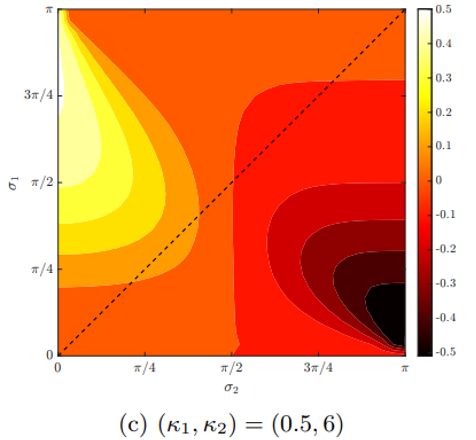 π
3π/4
π/2
π/4
0
σ₁
0
π/4
π/2
3π/4
π
σ₂
0.5
0.4
0.3
0.2
0.1
0
-0.1
-0.2
-0.3
-0.4
-0.5
(c) (κ₁, κ₂) = (0.5, 6)